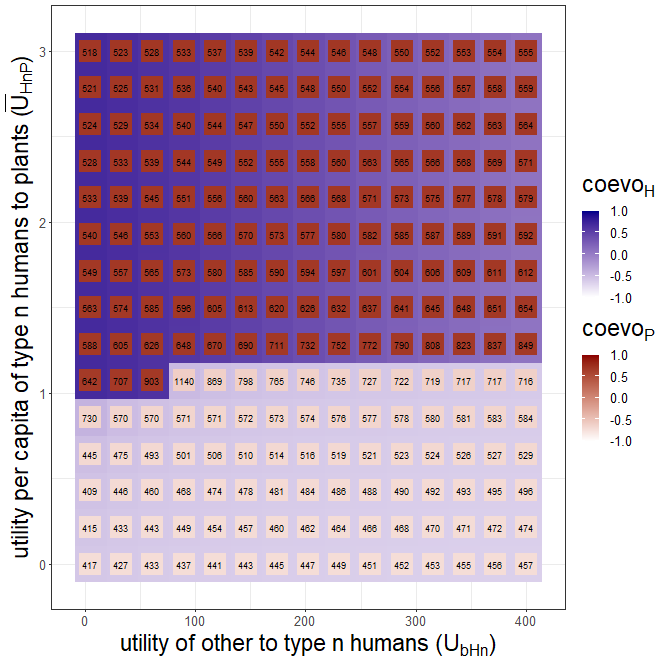 3
518 523 528 533 537 539 542 544 546 548 550 552 553 555
521 525 531 536 540 543 545 548 550 552 554 556 557 558 559
524 529 534 540 544 547 550 552 555 557 559 560 562 563 564
528 533 539 544 549 552 555 558 560 563 565 566 568 569 571
2
533 539 545 551 556 560 563 566 568 571 573 575 577 578 579
540 546 553 560 566 570 573 577 580 582 585 587 589 591 592
549 557 565 573 580 585 590 594 597 601 604 606 609 611 612
563 574 585 596 605 613 620 626 632 637 641 645 648 651 654
588 605 626 648 670 690 711 732 752 772 790 808 823 837 849
1
642 707 903 1140 869 798 765 746 735 727 722 719 717 717 716
730 570 570 571 571 572 573 574 576 577 578 580 581 583 584
445 475 493 501 506 510 514 516 519 521 523 524 526 527 529
409 446 460 468 474 478 481 484 486 488 490 492 493 495 496
415 433 443 449 454 457 460 462 464 466 468 470 471 472 474
0
417 427 433 437 441 443 445 447 449 451 452 453 455 456 457
0 100 200 300 400
utility of other to type n humans (UbHn)
utility per capita of type n humans to plants (U̅HnP)
coevoH
1.0
0.5
0.0
-0.5
-1.0
coevoP
1.0
0.5
0.0
-0.5
-1.0